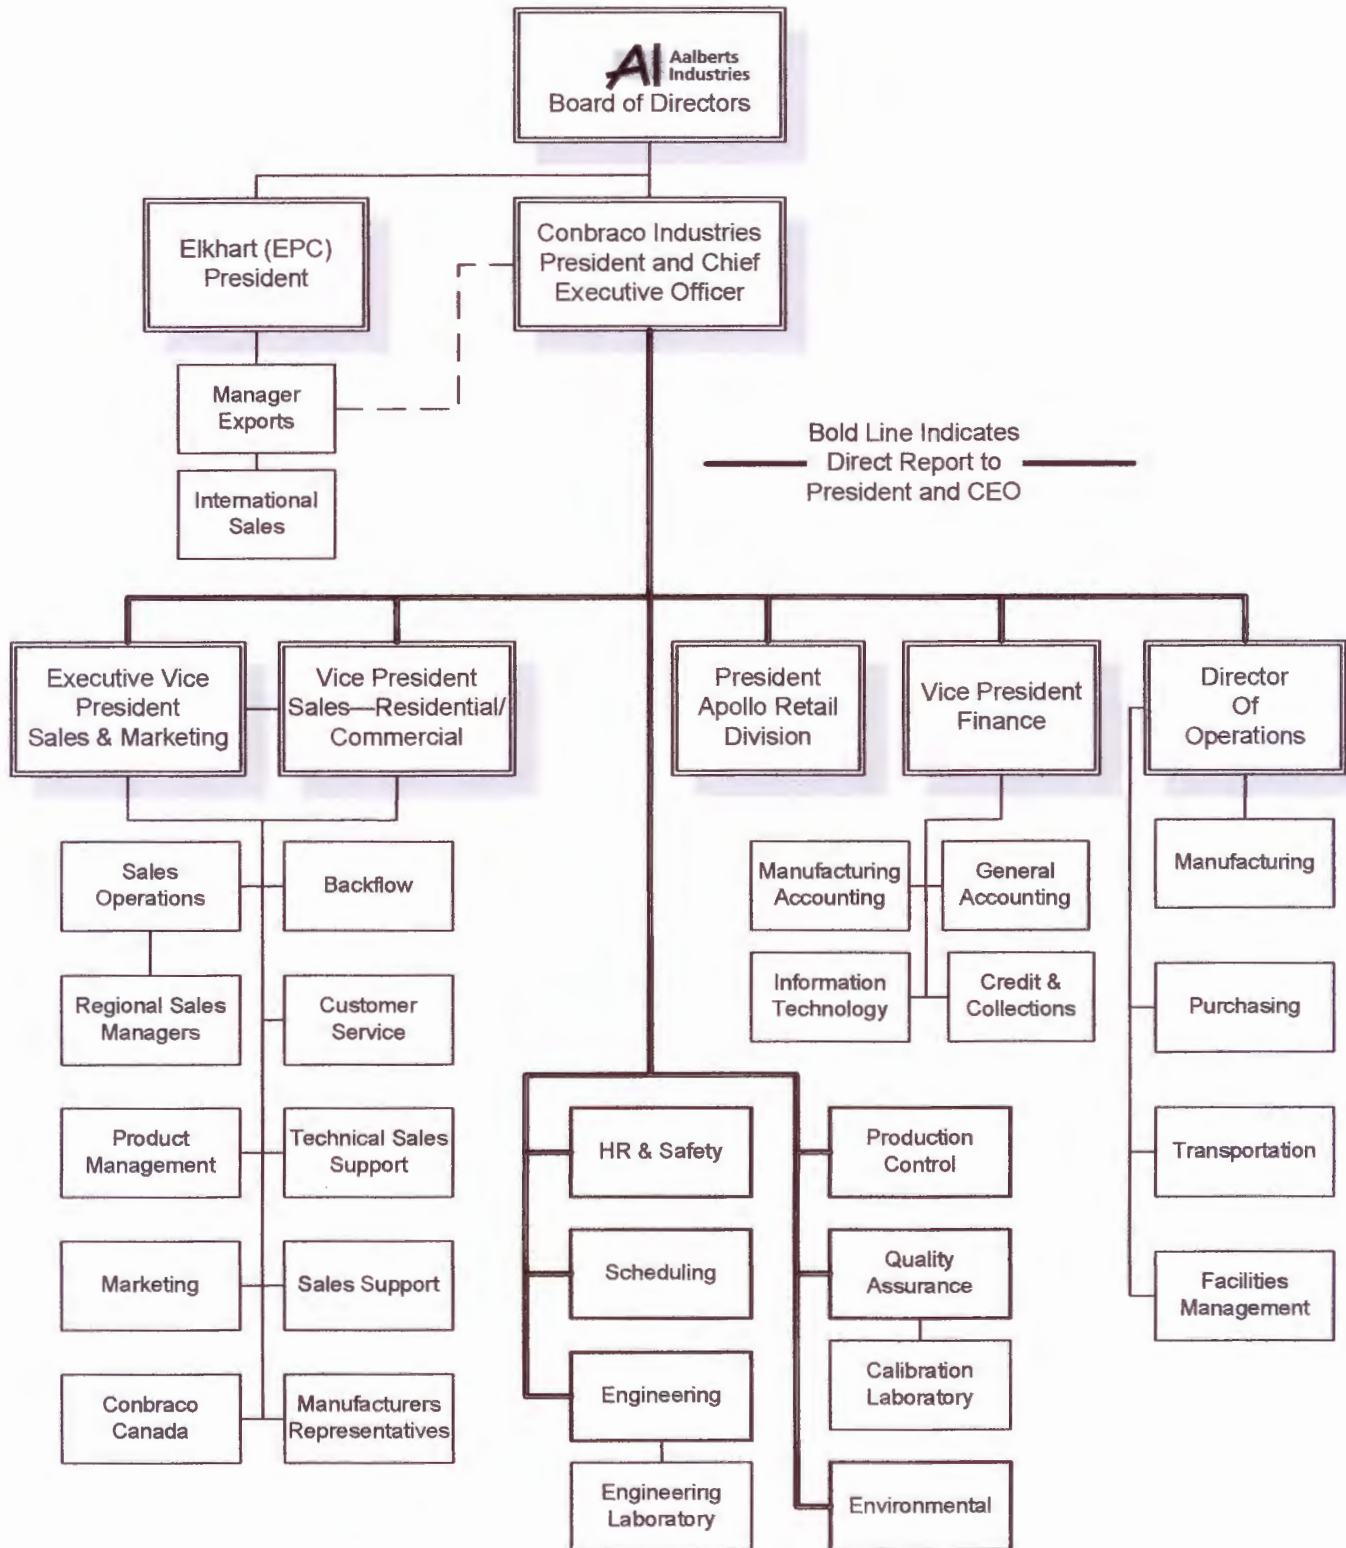 AI Aalberts
Industries
Board of Directors
Elkhart (EPC)
President
Conbraco Industries
President and Chief
Executive Officer
Manager
Exports
International
Sales
Bold Line Indicates
Direct Report to
President and CEO
Executive Vice
President
Sales & Marketing
Vice President
Sales—Residential/
Commercial
President
Apollo Retail
Division
Vice President
Finance
Director
Of
Operations
Sales
Operations
Backflow
Regional Sales
Managers
Customer
Service
Product
Management
Technical Sales
Support
Marketing
Sales Support
Conbraco
Canada
Manufacturers
Representatives
HR & Safety
Scheduling
Engineering
Engineering
Laboratory
Production
Control
Quality
Assurance
Calibration
Laboratory
Environmental
Manufacturing
Accounting
General
Accounting
Information
Technology
Credit &
Collections
Manufacturing
Purchasing
Transportation
Facilities
Management